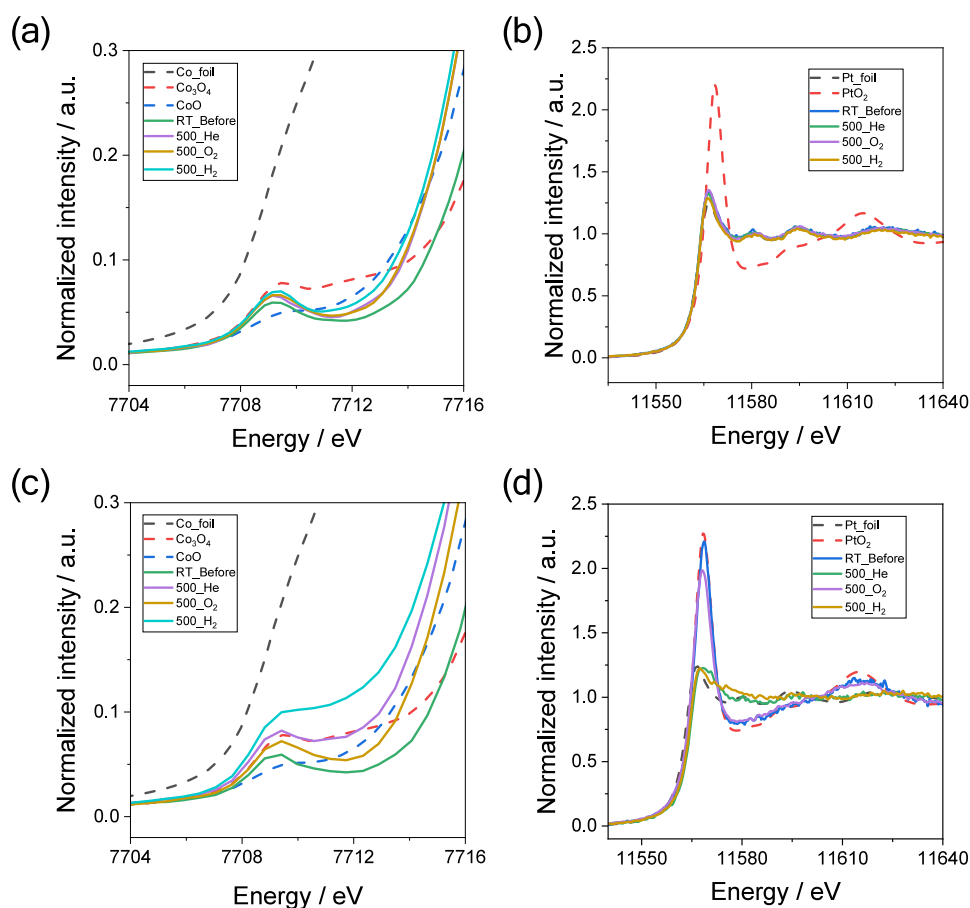 (a)
Normalized intensity / a.u.
0.3
0.2
0.1
0.0
Co_foil
Co₃O₄
CoO
RT_Before
500_He
500_O₂
500_H₂
7704 7708 7712 7716
Energy / eV
(b)
Normalized intensity / a.u.
2.5
2.0
1.5
1.0
0.5
0.0
Pt_foil
PtO₂
RT_Before
500_He
500_O₂
500_H₂
11550 11580 11610 11640
Energy / eV
(c)
Normalized intensity / a.u.
0.3
0.2
0.1
0.0
Co_foil
Co₃O₄
CoO
RT_Before
500_He
500_O₂
500_H₂
7704 7708 7712 7716
Energy / eV
(d)
Normalized intensity / a.u.
2.5
2.0
1.5
1.0
0.5
0.0
Pt_foil
PtO₂
RT_Before
500_He
500_O₂
500_H₂
11550 11580 11610 11640
Energy / eV